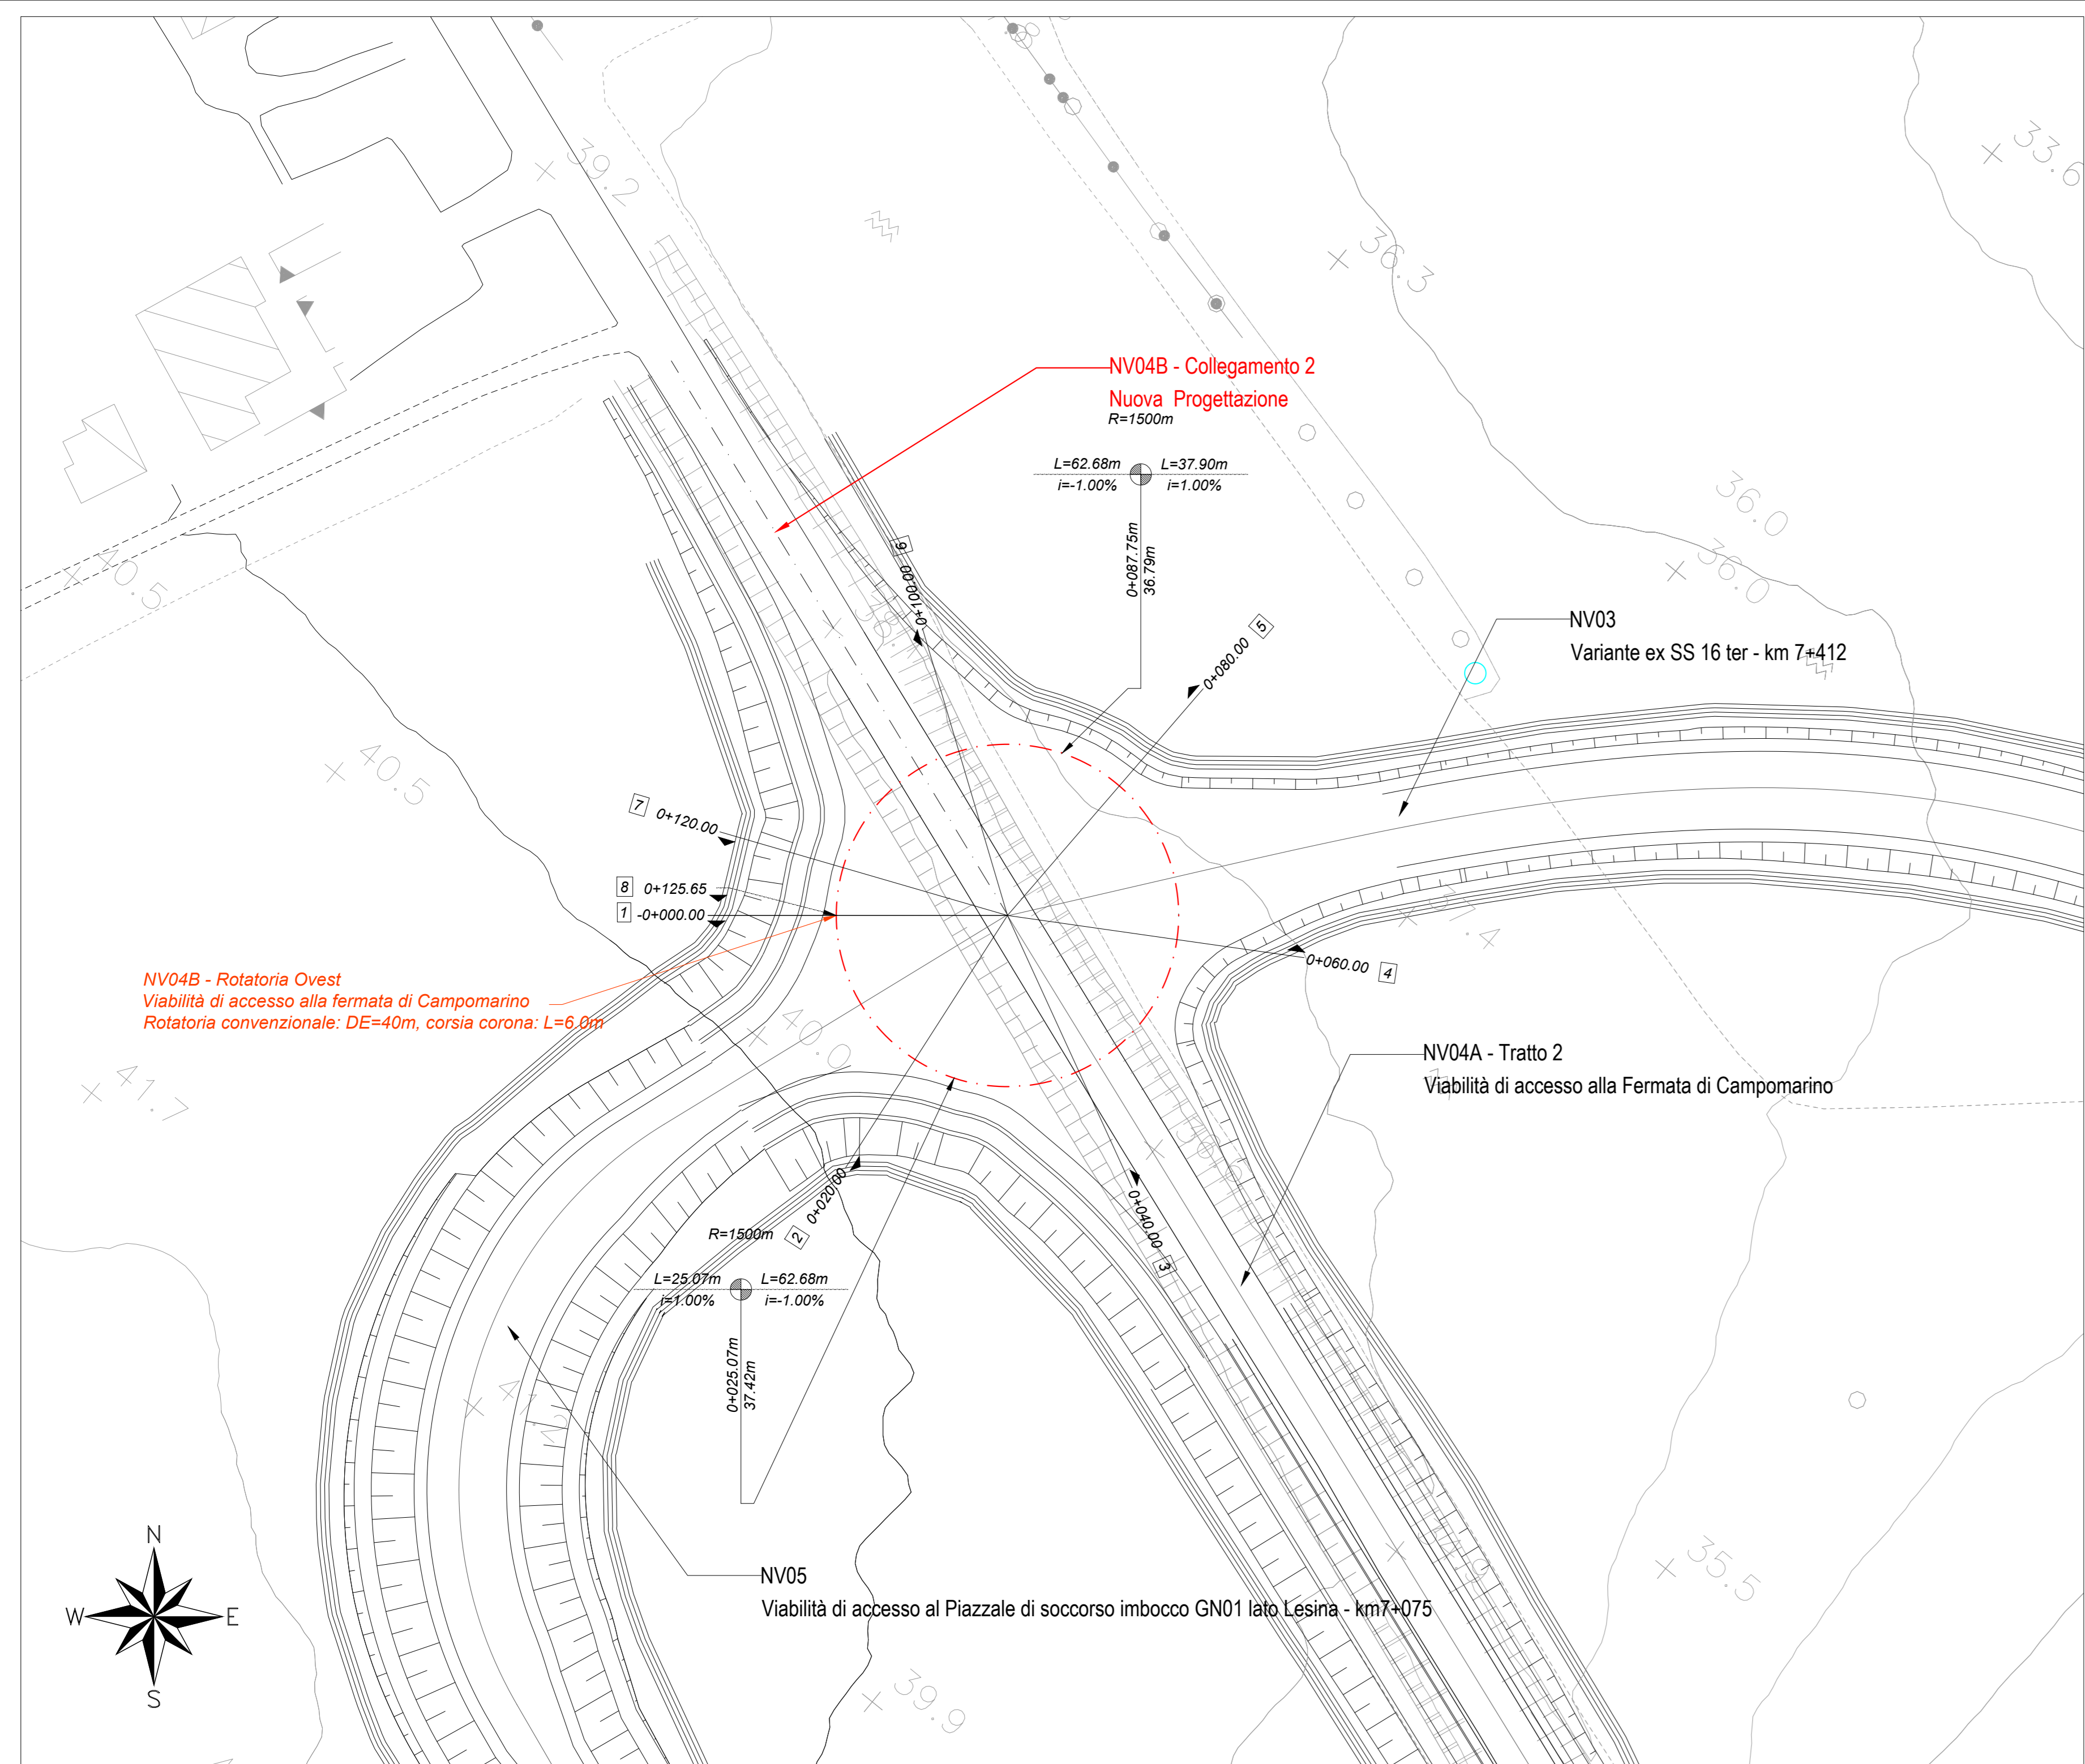 39.2
33.6
36.3
NV04B - Collegamento 2
Nuova Progettazione
R=1500m
L=62.68m L=37.90m
i=-1.00% i=1.00%
0+087.75m
36.79m
36.0
36.0
40.5
6
0+100.00
0+080.00 5
NV03
Variante ex SS 16 ter - km 7+412
40.5
7 0+120.00
8 0+125.65
1 -0+000.00
0+060.00 4
NV04B - Rotatoria Ovest
Viabilità di accesso alla fermata di Campomarino
Rotatoria convenzionale: DE=40m, corsia corona: L=6.0m
40.0
41.7
NV04A - Tratto 2
Viabilità di accesso alla Fermata di Campomarino
2 0+020.00
0+040.00 3
R=1500m
L=25.07m L=62.68m
i=1.00% i=-1.00%
0+025.07m
37.42m
41.2
N
W E
S
NV05
Viabilità di accesso al Piazzale di soccorso imbocco GN01 lato Lesina - km7+075
35.5
39.9